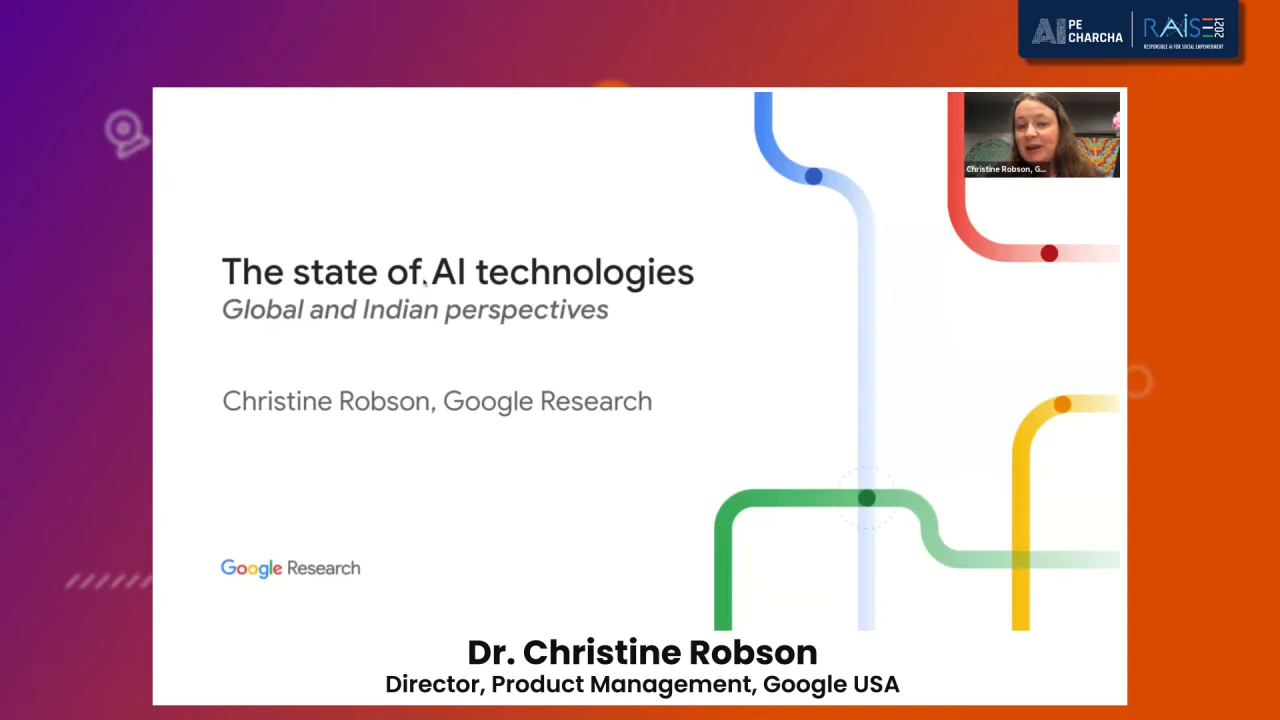 AI PE CHARCHA
RAISE 2021
RESPONSIBLE AI FOR SOCIAL EMPOWERMENT
Christine Robson, G...
The state of AI technologies
Global and Indian perspectives
Christine Robson, Google Research
Google Research
Dr. Christine Robson
Director, Product Management, Google USA